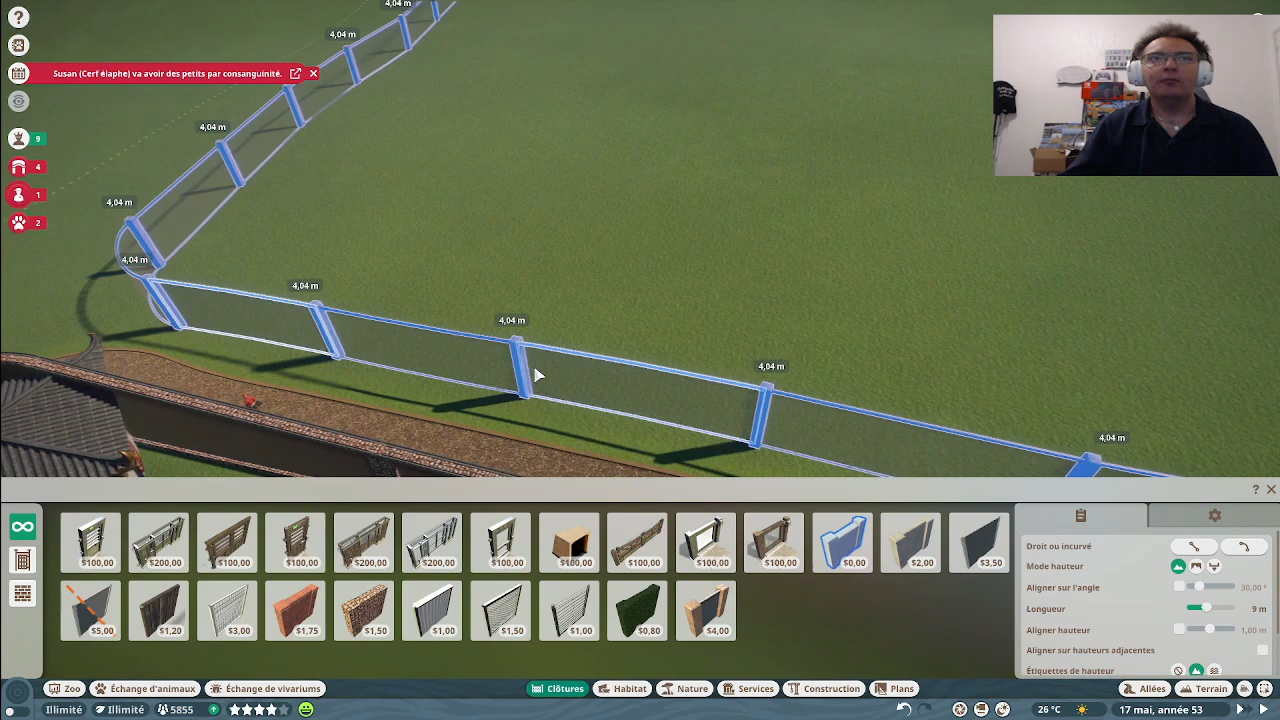 4,04 m
4,04 m
Susan (Cerf élaphe) va avoir des petits par consanguinité.
4,04 m
9
4
1
4,04 m
2
4,04 m
4,04 m
4,04 m
4,04 m
4,04 m
?
$100,00
$200,00
$100,00
$100,00
$200,00
$200,00
$100,00
$100,00
$100,00
$100,00
$100,00
$0,00
$2,00
$3,50
$5,00
$1,20
$3,00
$1,75
$1,50
$1,00
$1,50
$1,00
$0,80
$4,00
Droit ou incurvé
Mode hauteur
Aligner sur l'angle 30,00 °
Longueur 9 m
Aligner hauteur 1,00 m
Aligner sur hauteurs adjacentes
Étiquettes de hauteur
Zoo
Échange d'animaux
Échange de vivariums
Clôtures
Habitat
Nature
Services
Construction
Plans
Allées
Terrain
Illimité
Illimité
5855
26 °C
17 mai, année 53